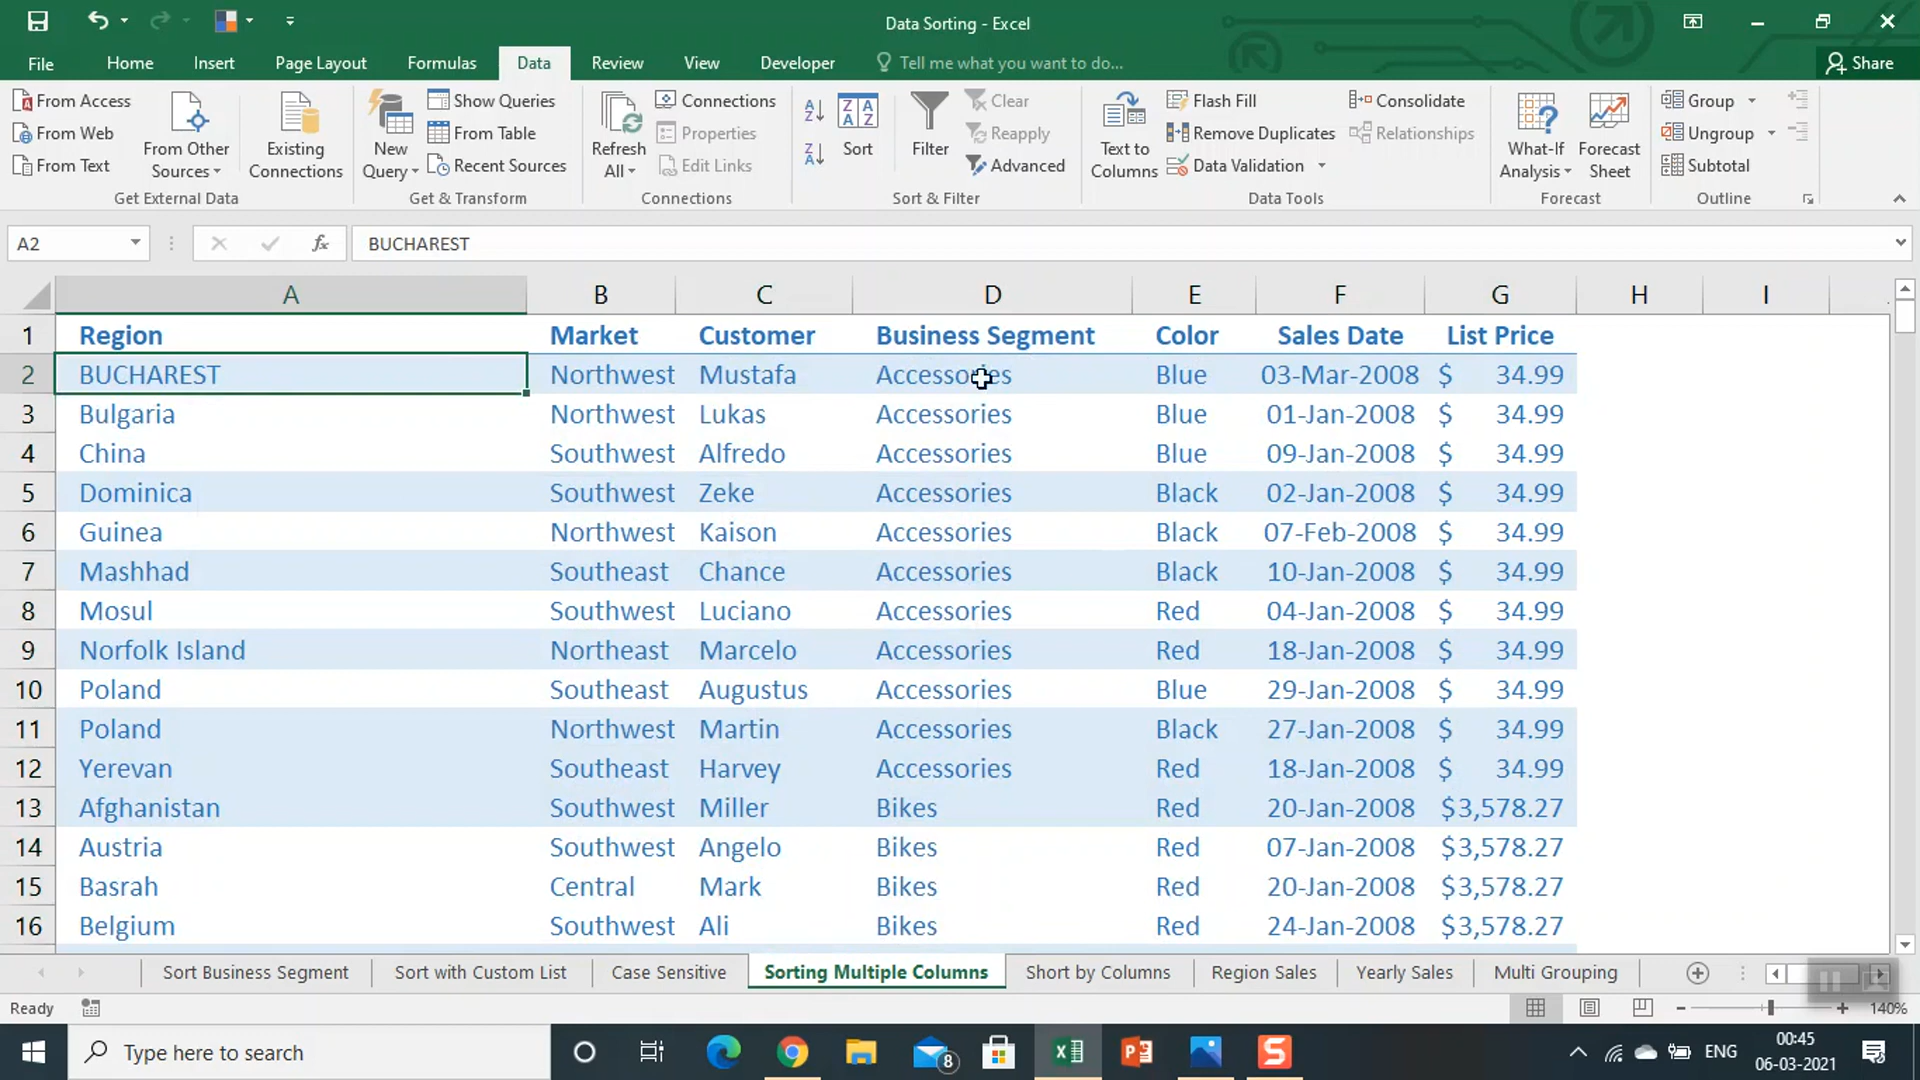 Data Sorting - Excel
File Home Insert Page Layout Formulas Data Review View Developer Tell me what you want to do... Share
From Access
From Web
From Text
From Other Sources
Existing Connections
Get External Data
New Query
Show Queries
From Table
Recent Sources
Get & Transform
Refresh All
Connections
Properties
Edit Links
Connections
Sort
Filter
Clear
Reapply
Advanced
Sort & Filter
Text to Columns
Flash Fill
Remove Duplicates
Data Validation
Consolidate
Relationships
Data Tools
What-If Analysis
Forecast Sheet
Forecast
Group
Ungroup
Subtotal
Outline
A2 fx BUCHAREST
A B C D E F G H I
1 Region Market Customer Business Segment Color Sales Date List Price
2 BUCHAREST Northwest Mustafa Accessories Blue 03-Mar-2008 $ 34.99
3 Bulgaria Northwest Lukas Accessories Blue 01-Jan-2008 $ 34.99
4 China Southwest Alfredo Accessories Blue 09-Jan-2008 $ 34.99
5 Dominica Southwest Zeke Accessories Black 02-Jan-2008 $ 34.99
6 Guinea Northwest Kaison Accessories Black 07-Feb-2008 $ 34.99
7 Mashhad Southeast Chance Accessories Black 10-Jan-2008 $ 34.99
8 Mosul Southwest Luciano Accessories Red 04-Jan-2008 $ 34.99
9 Norfolk Island Northeast Marcelo Accessories Red 18-Jan-2008 $ 34.99
10 Poland Southeast Augustus Accessories Blue 29-Jan-2008 $ 34.99
11 Poland Northwest Martin Accessories Black 27-Jan-2008 $ 34.99
12 Yerevan Southeast Harvey Accessories Red 18-Jan-2008 $ 34.99
13 Afghanistan Southwest Miller Bikes Red 20-Jan-2008 $3,578.27
14 Austria Southwest Angelo Bikes Red 07-Jan-2008 $3,578.27
15 Basrah Central Mark Bikes Red 20-Jan-2008 $3,578.27
16 Belgium Southwest Ali Bikes Red 24-Jan-2008 $3,578.27
Sort Business Segment Sort with Custom List Case Sensitive Sorting Multiple Columns Short by Columns Region Sales Yearly Sales Multi Grouping
Ready 140%
Type here to search 8 ENG 00:45
06-03-2021